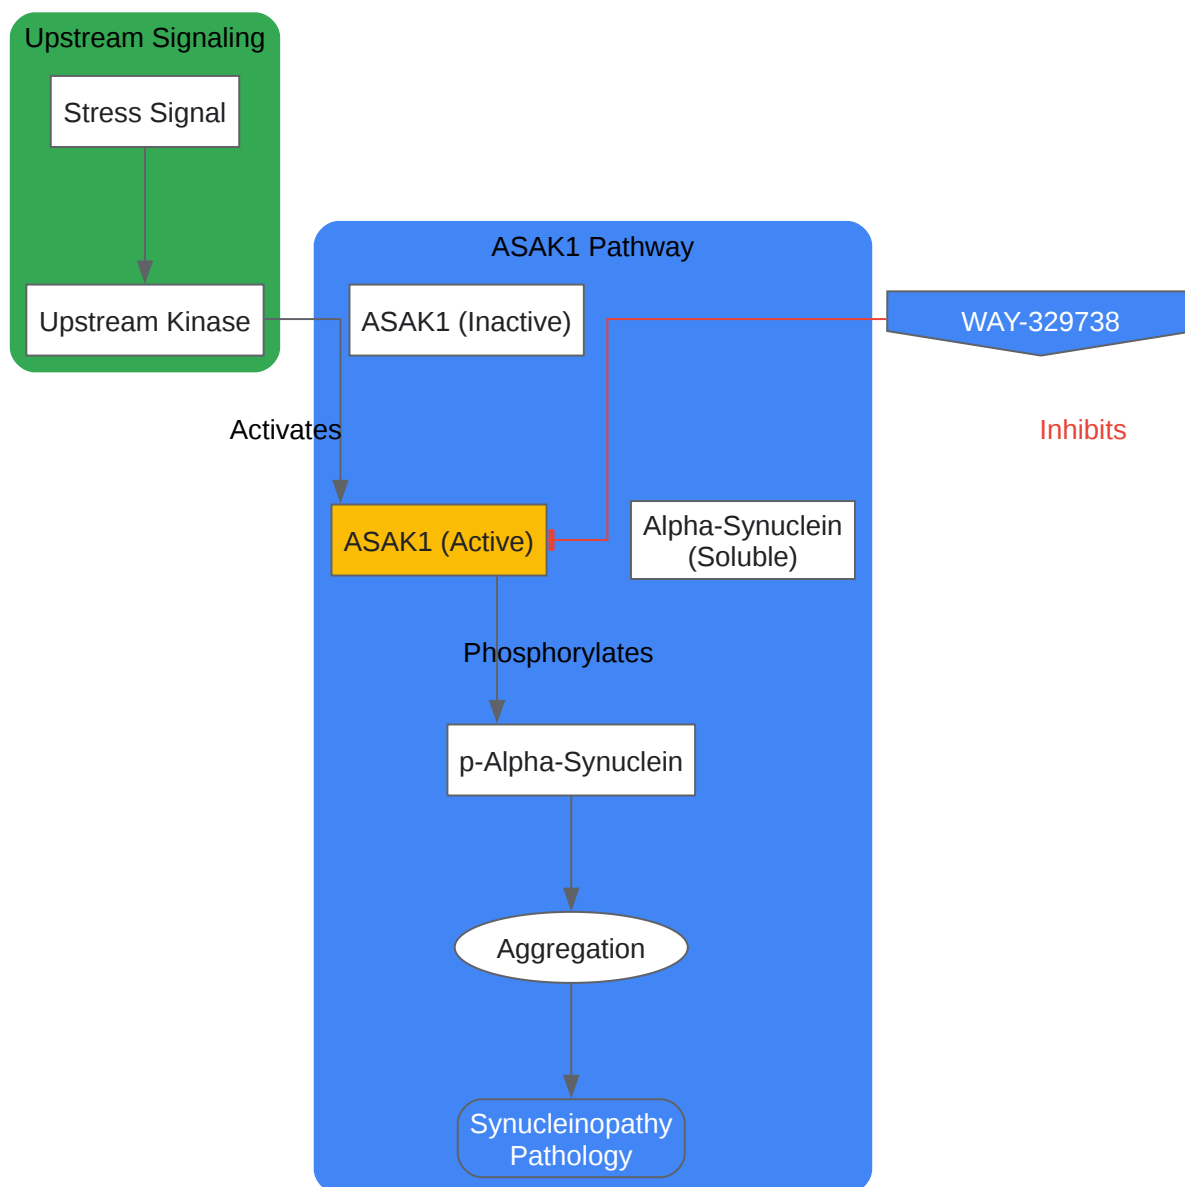 Upstream Signaling
Stress Signal
ASAK1 Pathway
Upstream Kinase
ASAK1 (Inactive)
WAY-329738
Activates
Inhibits
ASAK1 (Active)
Alpha-Synuclein
(Soluble)
Phosphorylates
p-Alpha-Synuclein
Aggregation
Synucleinopathy
Pathology